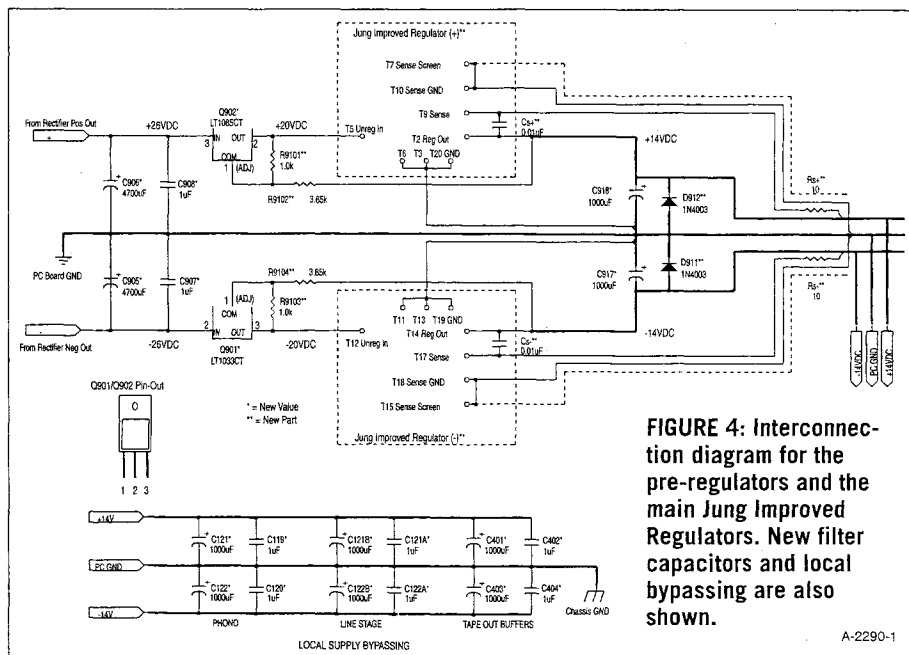 Jung Improved Regulator (+)**
T7 Sense Screen
T10 Sense GND
T9 Sense
T2 Reg Out
T5 Unreg In
T6 T3 T20 GND
Cs+**
0.01uF
From Rectifier Pos Out
+
+26VDC
Q902*
LT1085CT
IN OUT
3 2
COM
1 (ADJ)
+20VDC
R9101**
1.0k
R9102** 3.65k
+14VDC
C906*
4700uF
C908*
1uF
C918*
1000uF
D912**
1N4003
Rs+**
10
PC Board GND
C905*
4700uF
C907*
1uF
R9104** 3.65k
R9103**
1.0k
C917*
1000uF
D911**
1N4003
Rs-**
10
1 (ADJ)
COM
IN OUT
2 3
-26VDC
-20VDC
From Rectifier Neg Out
Q901*
LT1033CT
T11 T13 T19 GND
T14 Reg Out
T12 Unreg In
T17 Sense
T18 Sense GND
T15 Sense Screen
Cs-**
0.01uF
-14VDC
Jung Improved Regulator (-)**
-14VDC
PC GND
+14VDC
Q901/Q902 Pin-Out
1 2 3
* = New Value
** = New Part
+14V
PC GND
-14V
C121*
1000uF
C119*
1uF
C121B*
1000uF
C121A*
1uF
C401*
1000uF
C402*
1uF
C122*
1000uF
C120*
1uF
C122B*
1000uF
C122A*
1uF
C403*
1000uF
C404*
1uF
Chassis GND
PHONO
LINE STAGE
TAPE OUT BUFFERS
LOCAL SUPPLY BYPASSING
FIGURE 4: Interconnec-
tion diagram for the
pre-regulators and the
main Jung Improved
Regulators. New filter
capacitors and local
bypassing are also
shown.
A-2290-1